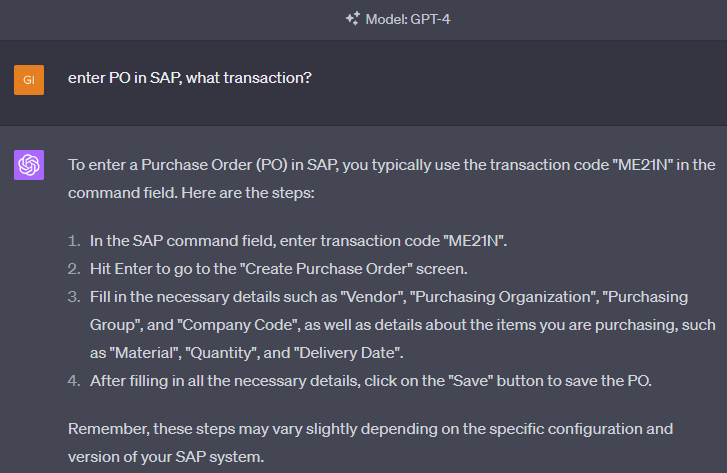 Model: GPT-4
GI
enter PO in SAP, what transaction?
To enter a Purchase Order (PO) in SAP, you typically use the transaction code "ME21N" in the
command field. Here are the steps:
1. In the SAP command field, enter transaction code "ME21N".
2. Hit Enter to go to the "Create Purchase Order" screen.
3. Fill in the necessary details such as "Vendor", "Purchasing Organization", "Purchasing
Group", and "Company Code", as well as details about the items you are purchasing, such
as "Material", "Quantity", and "Delivery Date".
4. After filling in all the necessary details, click on the "Save" button to save the PO.
Remember, these steps may vary slightly depending on the specific configuration and
version of your SAP system.